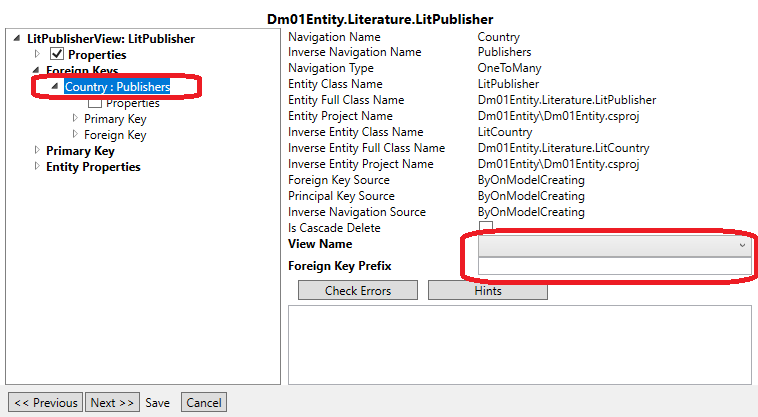 Dm01Entity.Literature.LitPublisher
LitPublisherView: LitPublisher
Properties
Foreign Keys
Country : Publishers
Properties
Primary Key
Foreign Key
Primary Key
Entity Properties
Navigation Name Country
Inverse Navigation Name Publishers
Navigation Type OneToMany
Entity Class Name LitPublisher
Entity Full Class Name Dm01Entity.Literature.LitPublisher
Entity Project Name Dm01Entity\Dm01Entity.csproj
Inverse Entity Class Name LitCountry
Inverse Entity Full Class Name Dm01Entity.Literature.LitCountry
Inverse Entity Project Name Dm01Entity\Dm01Entity.csproj
Foreign Key Source ByOnModelCreating
Principal Key Source ByOnModelCreating
Inverse Navigation Source ByOnModelCreating
Is Cascade Delete
View Name
Foreign Key Prefix
Check Errors Hints
<< Previous Next >> Save Cancel